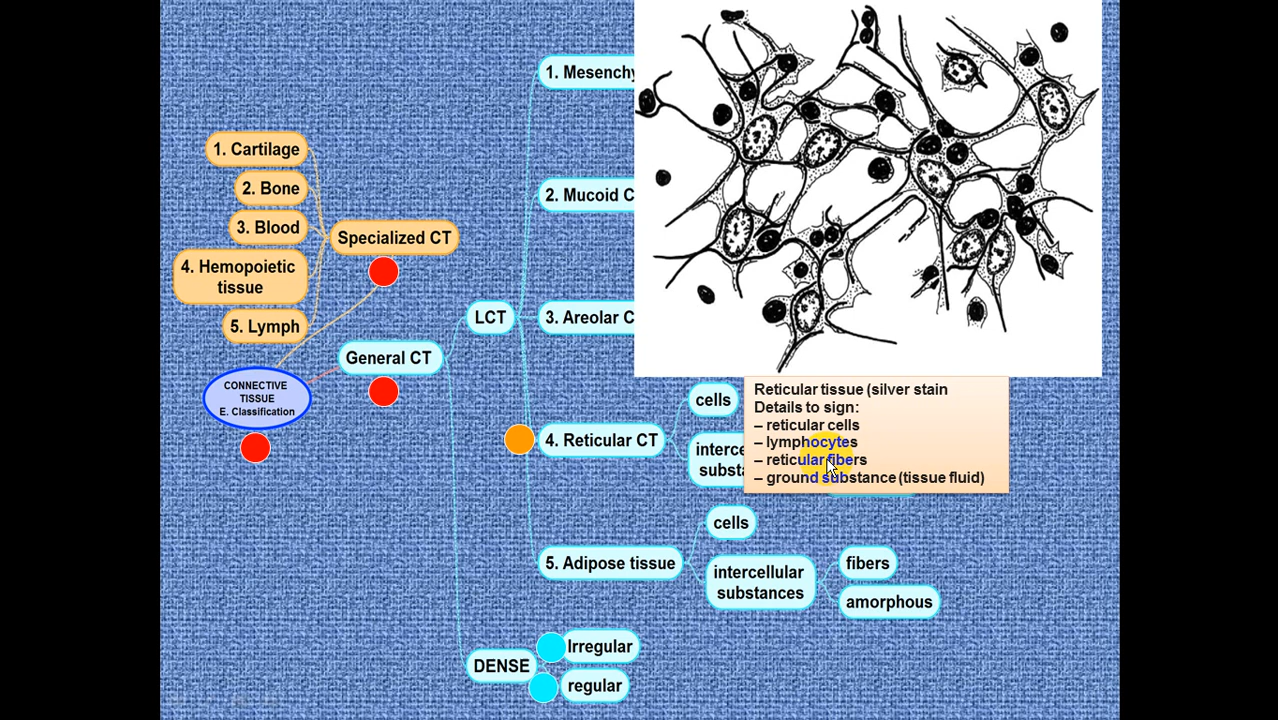 1. Cartilage
2. Bone
3. Blood
4. Hemopoietic
tissue
5. Lymph
Specialized CT
General CT
CONNECTIVE
TISSUE
E. Classification
LCT
1. Mesenchy
2. Mucoid C
3. Areolar C
4. Reticular CT
cells
interce
subst
Reticular tissue (silver stain
Details to sign:
– reticular cells
– lymphocytes
– reticular fibers
– ground substance (tissue fluid)
5. Adipose tissue
cells
intercellular
substances
fibers
amorphous
DENSE
Irregular
regular